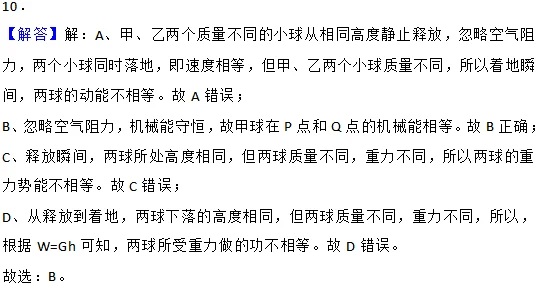 10．
【解答】解：A、甲、乙两个质量不同的小球从相同高度静止释放，忽略空气阻
力，两个小球同时落地，即速度相等，但甲、乙两个小球质量不同，所以着地瞬
间，两球的动能不相等。故 A 错误；
B、忽略空气阻力，机械能守恒，故甲球在 P 点和 Q 点的机械能相等。故 B 正确；
C、释放瞬间，两球所处高度相同，但两球质量不同，重力不同，所以两球的重
力势能不相等。故 C 错误；
D、从释放到着地，两球下落的高度相同，但两球质量不同，重力不同，所以，
根据 W=Gh 可知，两球所受重力做的功不相等。故 D 错误。
故选：B。